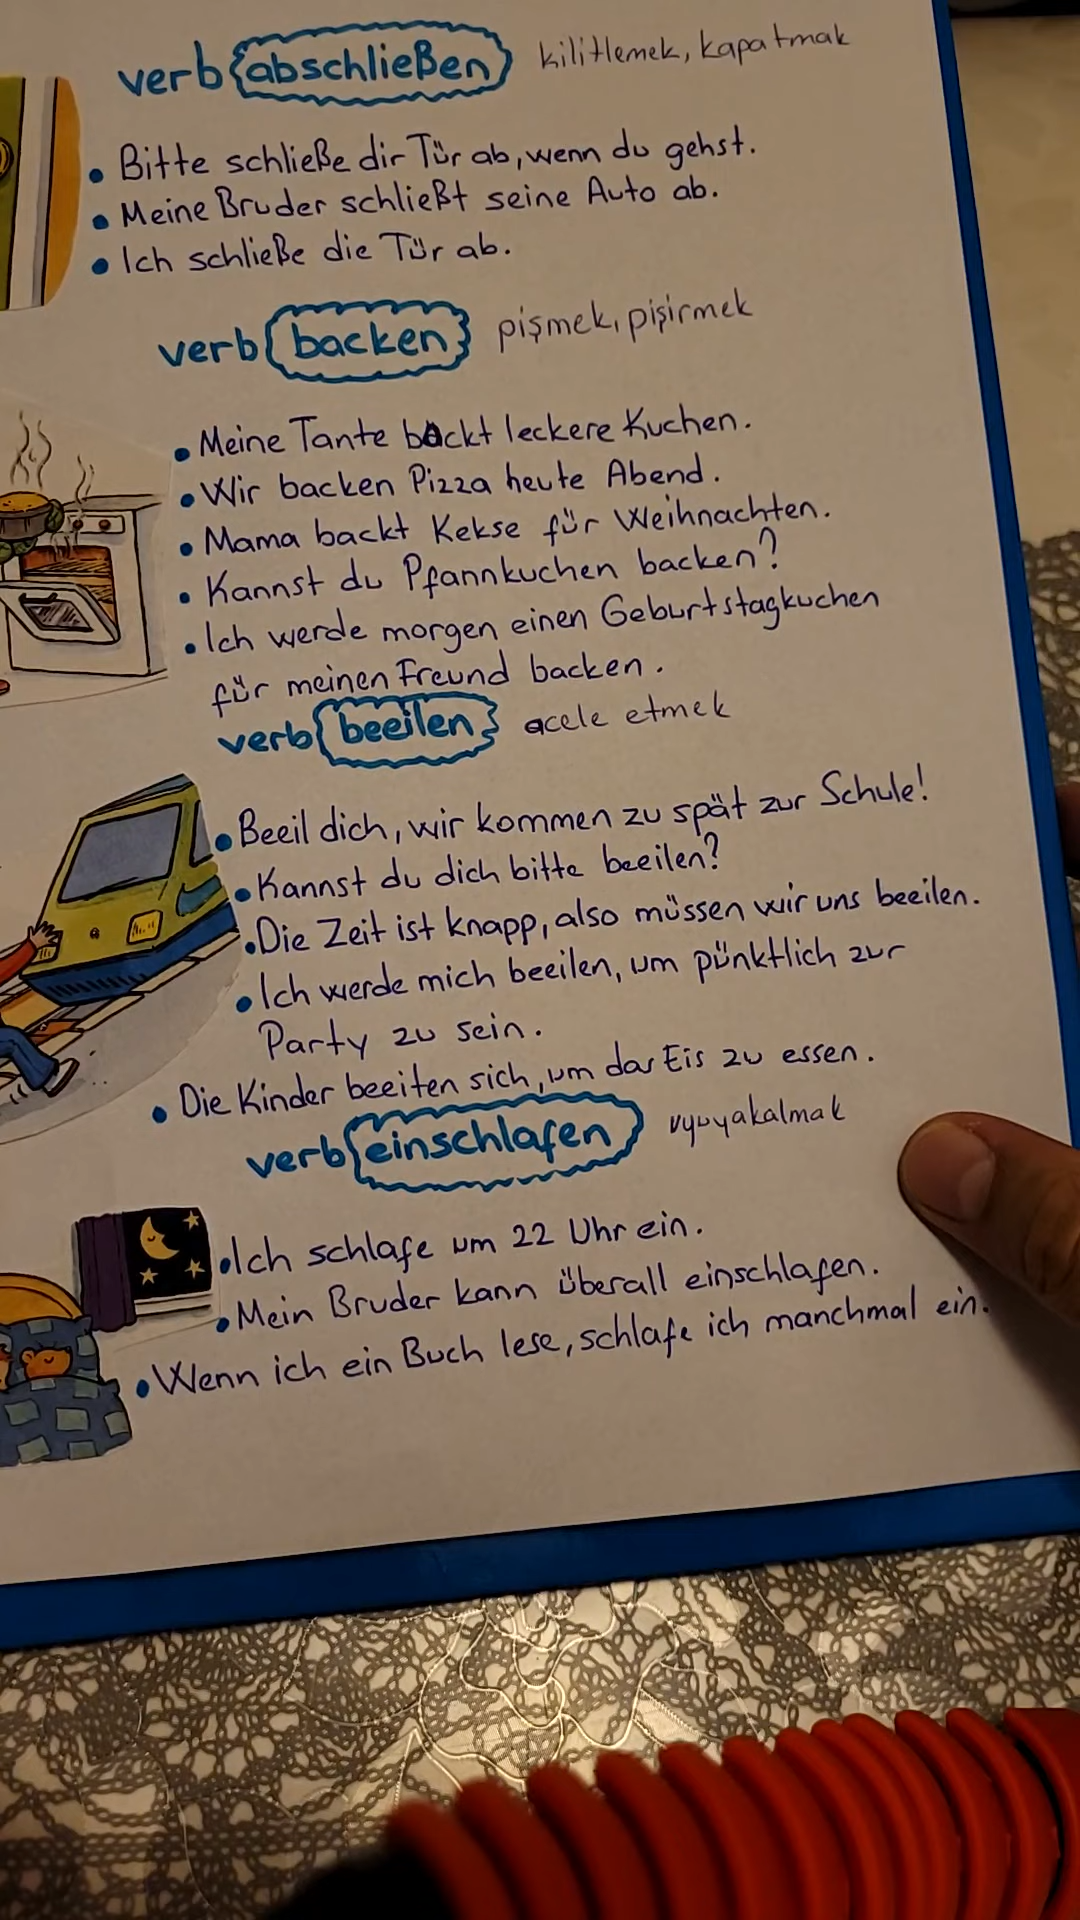 verb abschließen kilitlemek, kapatmak
• Bitte schließe dir Tür ab, wenn du gehst.
• Meine Bruder schließt seine Auto ab.
• Ich schließe die Tür ab.
verb backen pişmek, pişirmek
• Meine Tante backt leckere Kuchen.
• Wir backen Pizza heute Abend.
• Mama backt Kekse für Weihnachten.
• Kannst du Pfannkuchen backen?
• Ich werde morgen einen Geburtstagkuchen
für meinen Freund backen.
verb beeilen acele etmek
• Beeil dich, wir kommen zu spät zur Schule!
• Kannst du dich bitte beeilen?
• Die Zeit ist knapp, also müssen wir uns beeilen.
• Ich werde mich beeilen, um pünktlich zur
Party zu sein.
• Die Kinder beeiten sich, um das Eis zu essen.
verb einschlafen uyuyakalmak
• Ich schlafe um 22 Uhr ein.
• Mein Bruder kann überall einschlafen.
• Wenn ich ein Buch lese, schlafe ich manchmal ein.